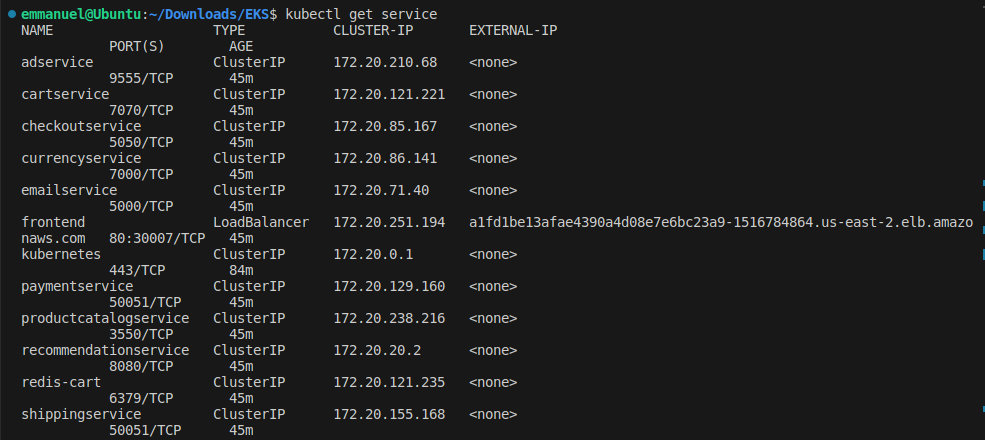 emmanuel@Ubuntu:~/Downloads/EKS$ kubectl get service
NAME                    TYPE           CLUSTER-IP       EXTERNAL-IP
           PORT(S)        AGE
adservice               ClusterIP      172.20.210.68    <none>
           9555/TCP       45m
cartservice             ClusterIP      172.20.121.221   <none>
           7070/TCP       45m
checkoutservice         ClusterIP      172.20.85.167    <none>
           5050/TCP       45m
currencyservice         ClusterIP      172.20.86.141    <none>
           7000/TCP       45m
emailservice            ClusterIP      172.20.71.40     <none>
           5000/TCP       45m
frontend                LoadBalancer   172.20.251.194   a1fd1be13afae4390a4d08e7e6bc23a9-1516784864.us-east-2.elb.amazo
naws.com   80:30007/TCP   45m
kubernetes              ClusterIP      172.20.0.1       <none>
           443/TCP        84m
paymentservice          ClusterIP      172.20.129.160   <none>
           50051/TCP      45m
productcatalogservice   ClusterIP      172.20.238.216   <none>
           3550/TCP       45m
recommendationservice   ClusterIP      172.20.20.2      <none>
           8080/TCP       45m
redis-cart              ClusterIP      172.20.121.235   <none>
           6379/TCP       45m
shippingservice         ClusterIP      172.20.155.168   <none>
           50051/TCP      45m